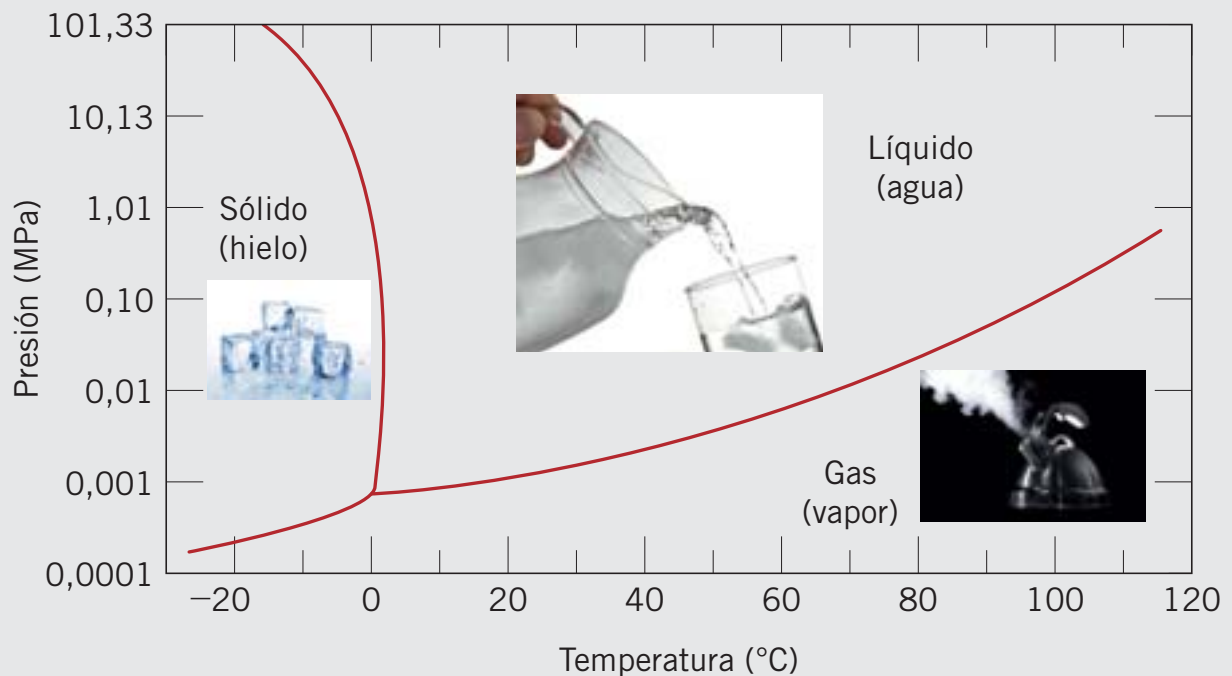 101,33
10,13
1,01
0,10
0,01
0,001
0,0001
Presión (MPa)
Sólido
(hielo)
Líquido
(agua)
Gas
(vapor)
−20
0
20
40
60
80
100
120
Temperatura (°C)